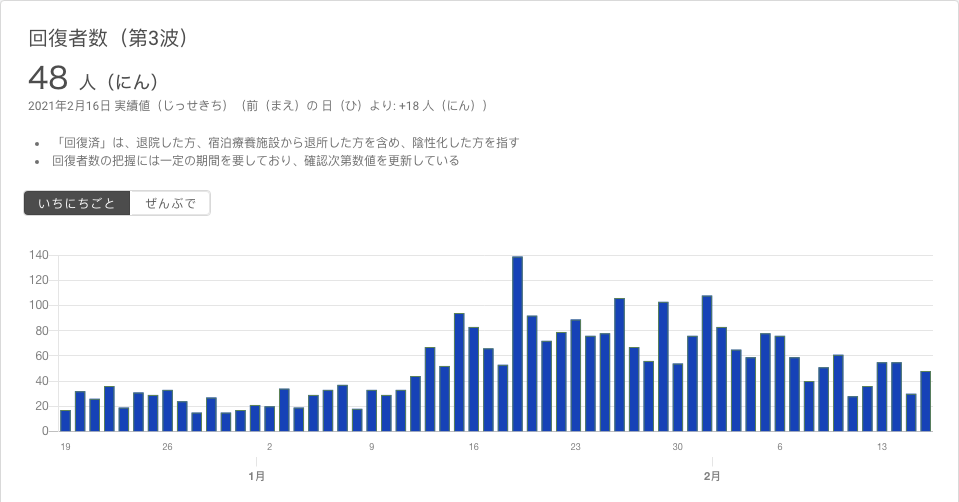 回復者数（第3波）
48 人（にん）
2021年2月16日 実績値（じっせきち）（前（まえ）の 日（ひ）より: +18 人（にん））
• 「回復済」は、退院した方、宿泊療養施設から退所した方を含め、陰性化した方を指す
• 回復者数の把握には一定の期間を要しており、確認次第数値を更新している
いちにちごと ぜんぶで
140
120
100
80
60
40
20
0
19 26 2 9 16 23 30 6 13
1月 2月